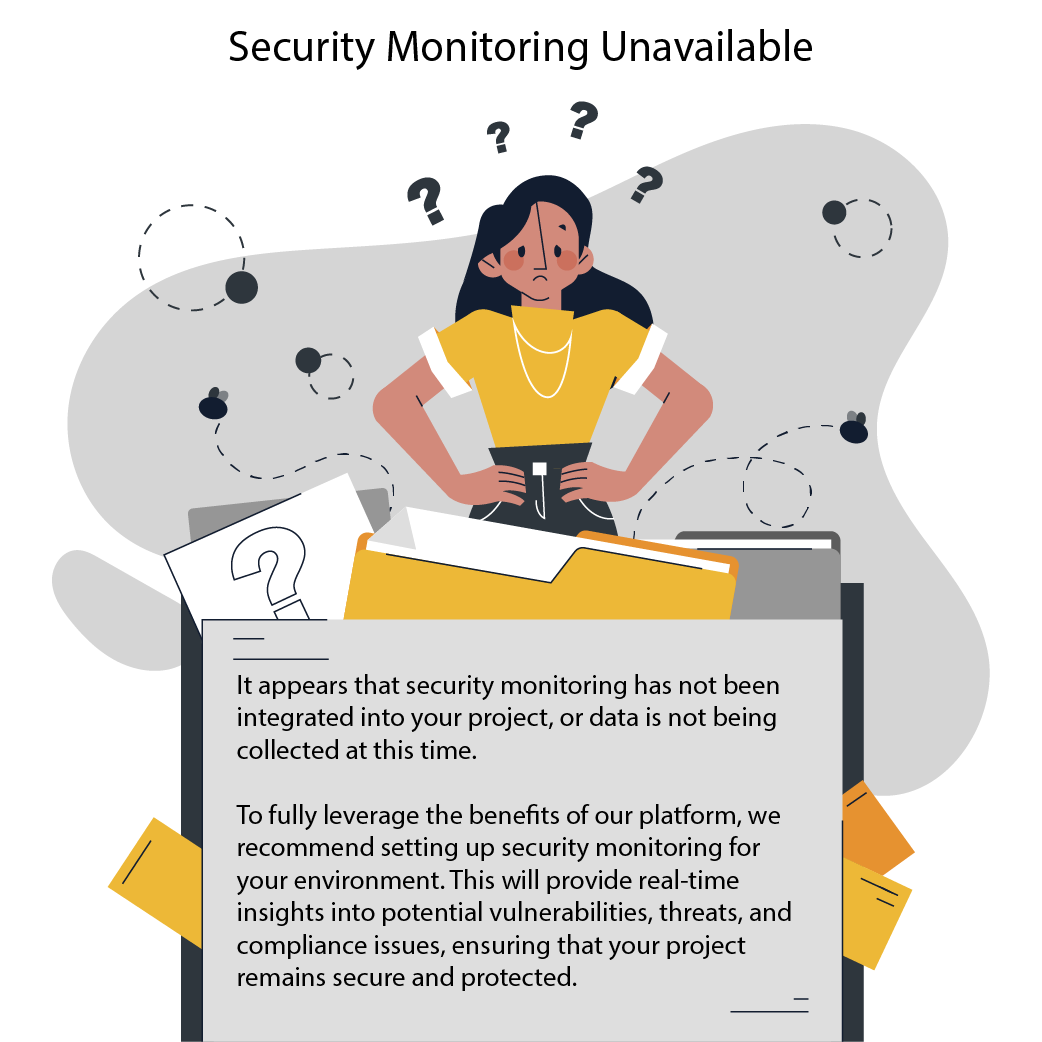 Security Monitoring Unavailable
? ? ? ?
?
It appears that security monitoring has not been
integrated into your project, or data is not being
collected at this time.
To fully leverage the benefits of our platform, we
recommend setting up security monitoring for
your environment. This will provide real-time
insights into potential vulnerabilities, threats, and
compliance issues, ensuring that your project
remains secure and protected.